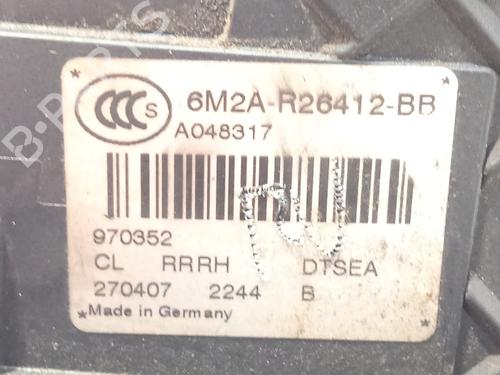 CCC S 6M2A-R26412-BB
A048317
970352
CL RRRH DTSEA
270407 2244 B
*Made in Germany *